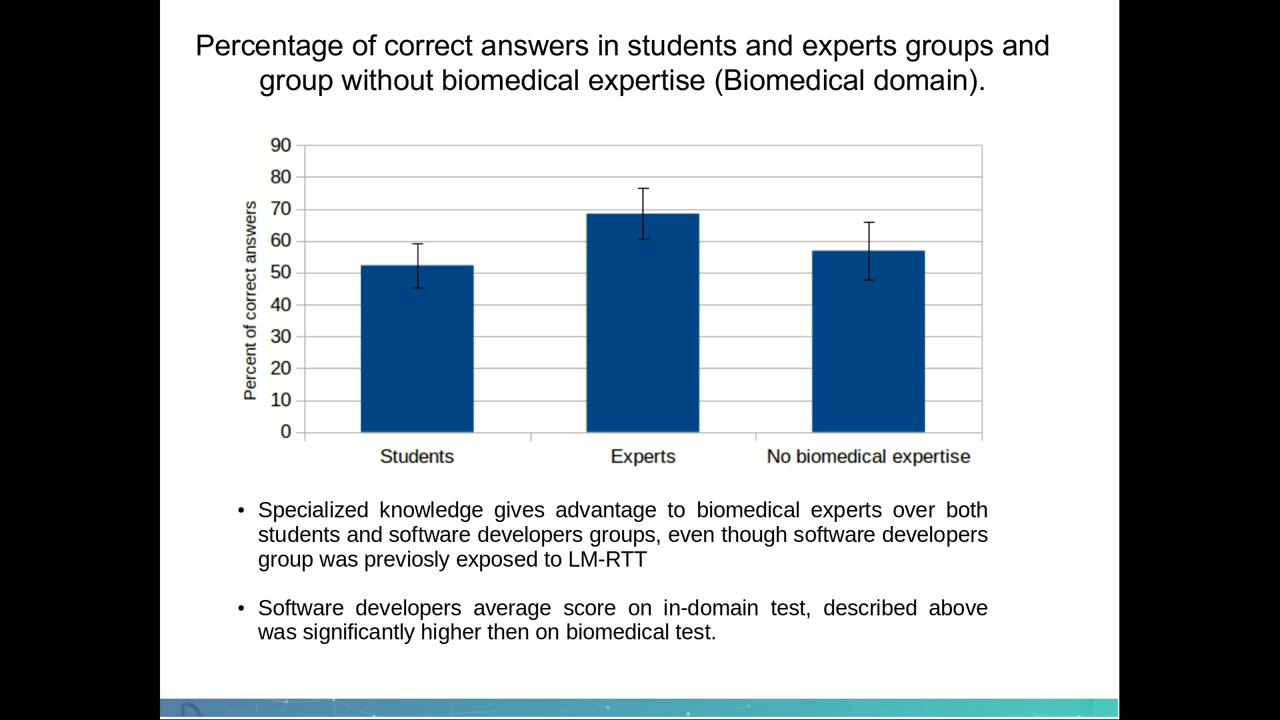 Percentage of correct answers in students and experts groups and
group without biomedical expertise (Biomedical domain).
90
80
70
60
50
40
30
20
10
0
Percent of correct answers
Students
Experts
No biomedical expertise
• Specialized knowledge gives advantage to biomedical experts over both
students and software developers groups, even though software developers
group was previosly exposed to LM-RTT
• Software developers average score on in-domain test, described above
was significantly higher then on biomedical test.